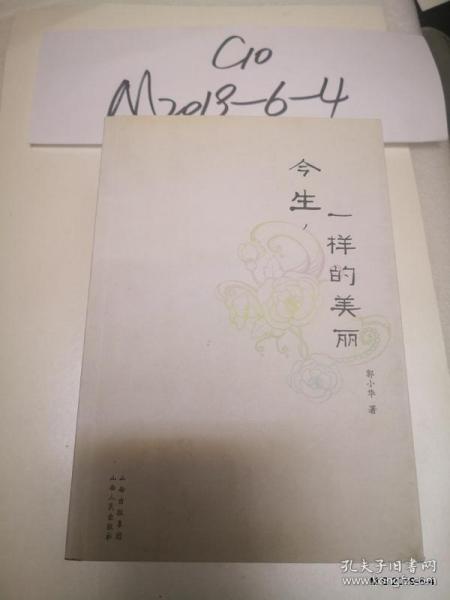 C10
M2019-6-4
今生，
一样的美丽
郭小华 著
山西出版集团
山西人民出版社
孔夫子旧书网